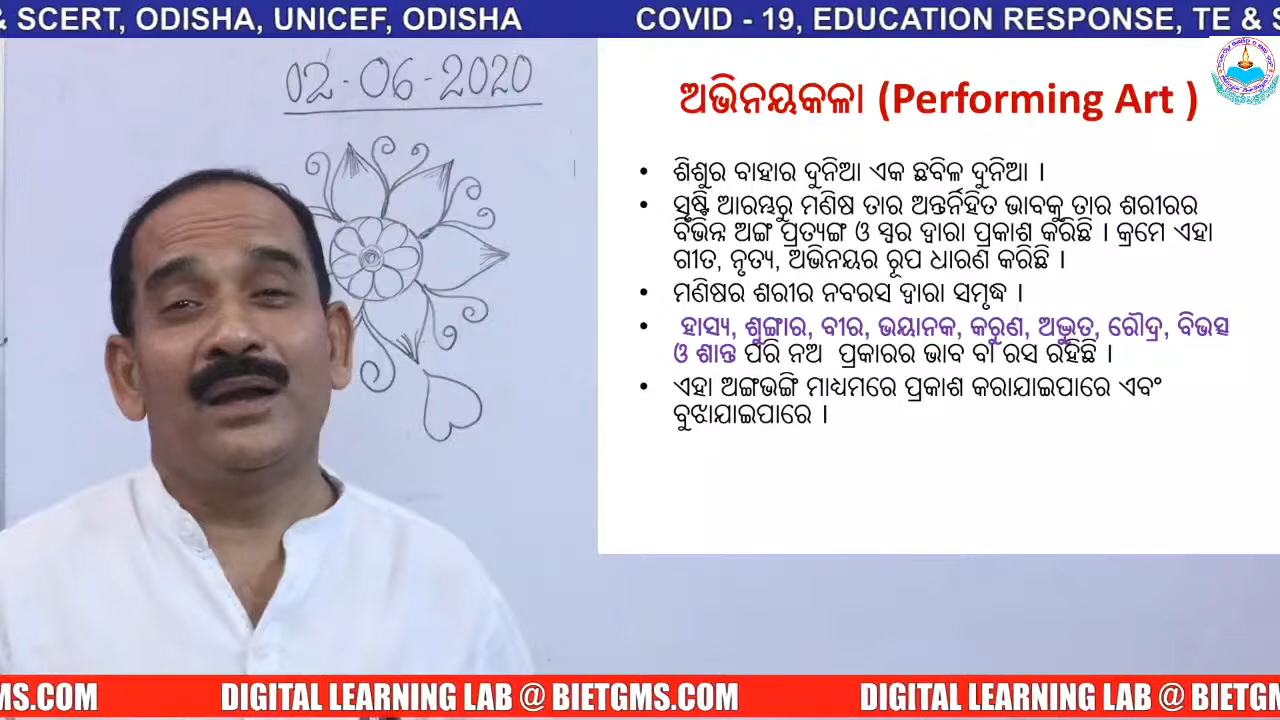 & SCERT, ODISHA, UNICEF, ODISHA COVID - 19, EDUCATION RESPONSE, TE & S
02-06-2020
ଅଭିନୟକଳା (Performing Art )
• ଶିଶୁର ବାହାର ଦୁନିଆ ଏକ ଛବିଳ ଦୁନିଆ ।
• ସୃଷ୍ଟି ଆରମ୍ଭରୁ ମଣିଷ ତାର ଅନ୍ତର୍ନିହିତ ଭାବକୁ ତାର ଶରୀରର
ବିଭିନ୍ନ ଅଙ୍ଗ ପ୍ରତ୍ୟଙ୍ଗ ଓ ସ୍ୱର ଦ୍ୱାରା ପ୍ରକାଶ କରିଛି । କ୍ରମେ ଏହା
ଗୀତ, ନୃତ୍ୟ, ଅଭିନୟର ରୂପ ଧାରଣ କରିଛି ।
• ମଣିଷର ଶରୀର ନବରସ ଦ୍ୱାରା ସମୃଦ୍ଧ ।
• ହାସ୍ୟ, ଶୃଙ୍ଗାର, ବୀର, ଭୟାନକ, କରୁଣ, ଅଦ୍ଭୁତ, ରୌଦ୍ର, ବିଭତ୍ସ
ଓ ଶାନ୍ତ ପରି ନଅ ପ୍ରକାରର ଭାବ ବା ରସ ରହିଛି ।
• ଏହା ଅଙ୍ଗଭଙ୍ଗି ମାଧ୍ୟମରେ ପ୍ରକାଶ କରାଯାଇପାରେ ଏବଂ
ବୁଝାଯାଇପାରେ ।
MS.COM DIGITAL LEARNING LAB @ BIETGMS.COM DIGITAL LEARNING LAB @ BIETG